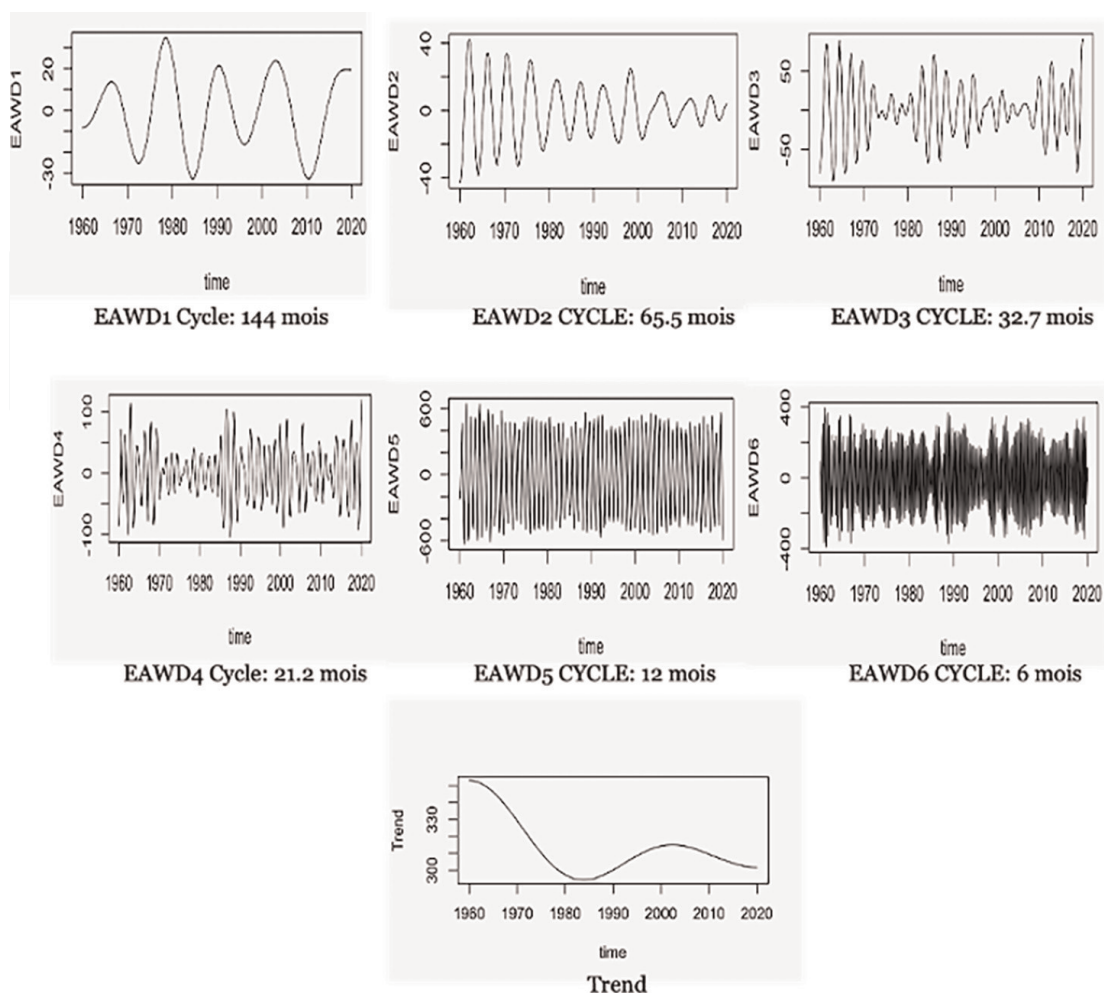 EAWD1
20
0
-30
1960 1970 1980 1990 2000 2010 2020
time
EAWD1 Cycle: 144 mois
EAWD2
40
0
-40
1960 1970 1980 1990 2000 2010 2020
time
EAWD2 CYCLE: 65.5 mois
EAWD3
50
0
-50
1960 1970 1980 1990 2000 2010 2020
time
EAWD3 CYCLE: 32.7 mois
EAWD4
100
0
-100
1960 1970 1980 1990 2000 2010 2020
time
EAWD4 Cycle: 21.2 mois
EAWD5
600
0
-600
1960 1970 1980 1990 2000 2010 2020
time
EAWD5 CYCLE: 12 mois
EAWD6
400
0
-400
1960 1970 1980 1990 2000 2010 2020
time
EAWD6 CYCLE: 6 mois
Trend
330
300
1960 1970 1980 1990 2000 2010 2020
time
Trend